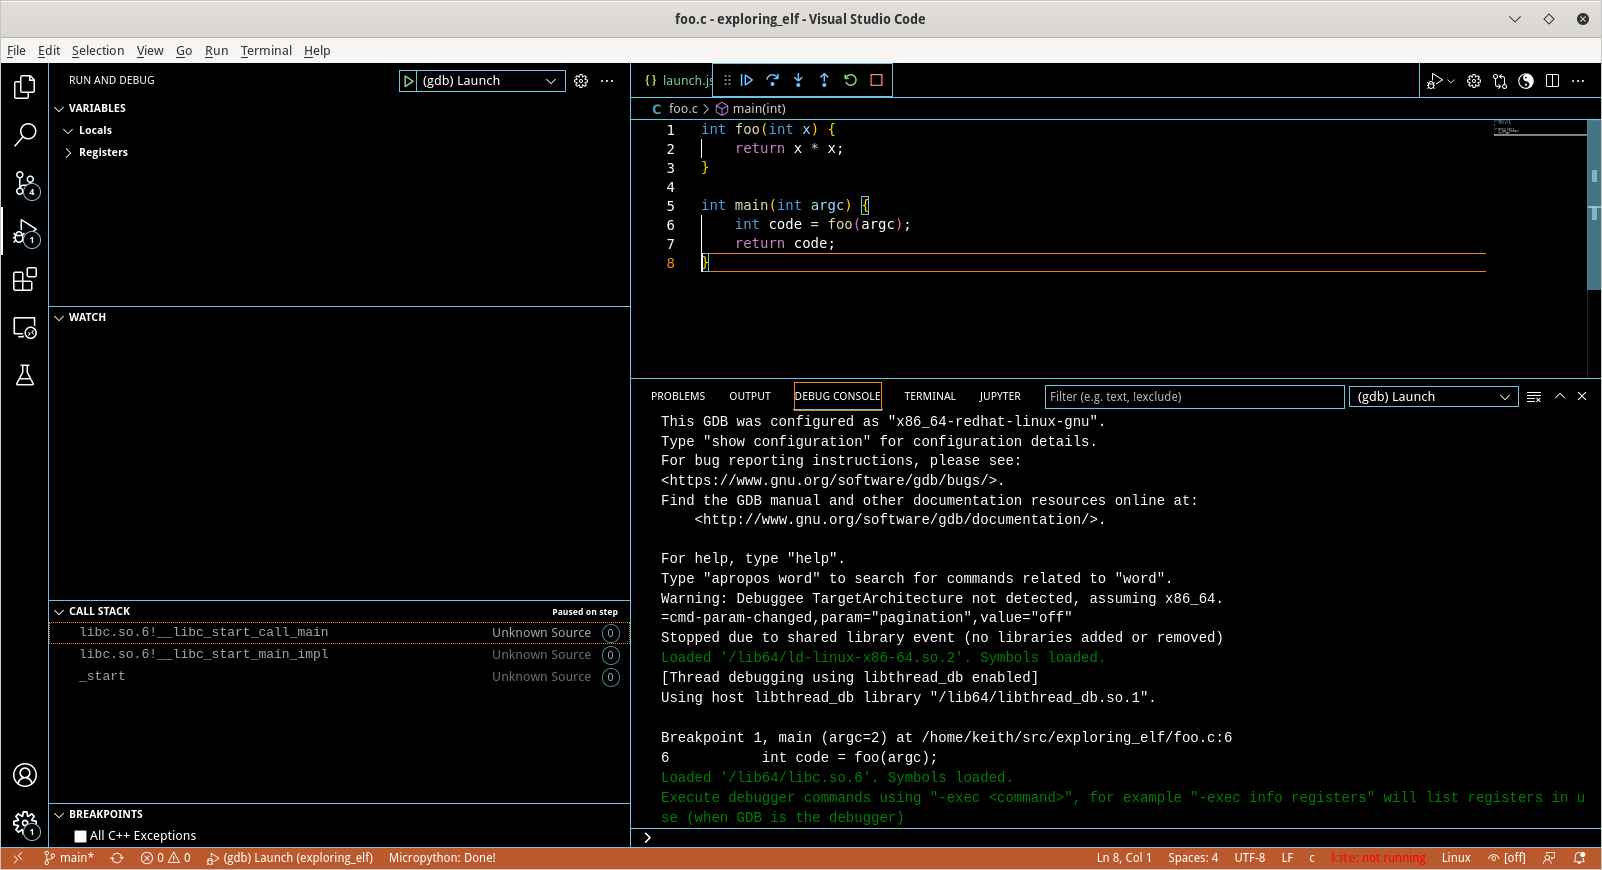 foo.c - exploring_elf - Visual Studio Code
File Edit Selection View Go Run Terminal Help
RUN AND DEBUG (gdb) Launch
VARIABLES
Locals
Registers
4
1
WATCH
CALL STACK Paused on step
libc.so.6!__libc_start_call_main Unknown Source 0
libc.so.6!__libc_start_main_impl Unknown Source 0
_start Unknown Source 0
BREAKPOINTS
All C++ Exceptions
1
{} launch.js
C foo.c > main(int)
1 int foo(int x) {
2     return x * x;
3 }
4
5 int main(int argc) {
6     int code = foo(argc);
7     return code;
8 }
PROBLEMS OUTPUT DEBUG CONSOLE TERMINAL JUPYTER Filter (e.g. text, !exclude) (gdb) Launch
This GDB was configured as "x86_64-redhat-linux-gnu".
Type "show configuration" for configuration details.
For bug reporting instructions, please see:
<https://www.gnu.org/software/gdb/bugs/>.
Find the GDB manual and other documentation resources online at:
    <http://www.gnu.org/software/gdb/documentation/>.
For help, type "help".
Type "apropos word" to search for commands related to "word".
Warning: Debuggee TargetArchitecture not detected, assuming x86_64.
=cmd-param-changed,param="pagination",value="off"
Stopped due to shared library event (no libraries added or removed)
Loaded '/lib64/ld-linux-x86-64.so.2'. Symbols loaded.
[Thread debugging using libthread_db enabled]
Using host libthread_db library "/lib64/libthread_db.so.1".
Breakpoint 1, main (argc=2) at /home/keith/src/exploring_elf/foo.c:6
6           int code = foo(argc);
Loaded '/lib64/libc.so.6'. Symbols loaded.
Execute debugger commands using "-exec <command>", for example "-exec info registers" will list registers in u
se (when GDB is the debugger)
>
main* 0 0 (gdb) Launch (exploring_elf) Micropython: Done! Ln 8, Col 1 Spaces: 4 UTF-8 LF c kite: not running Linux [off]